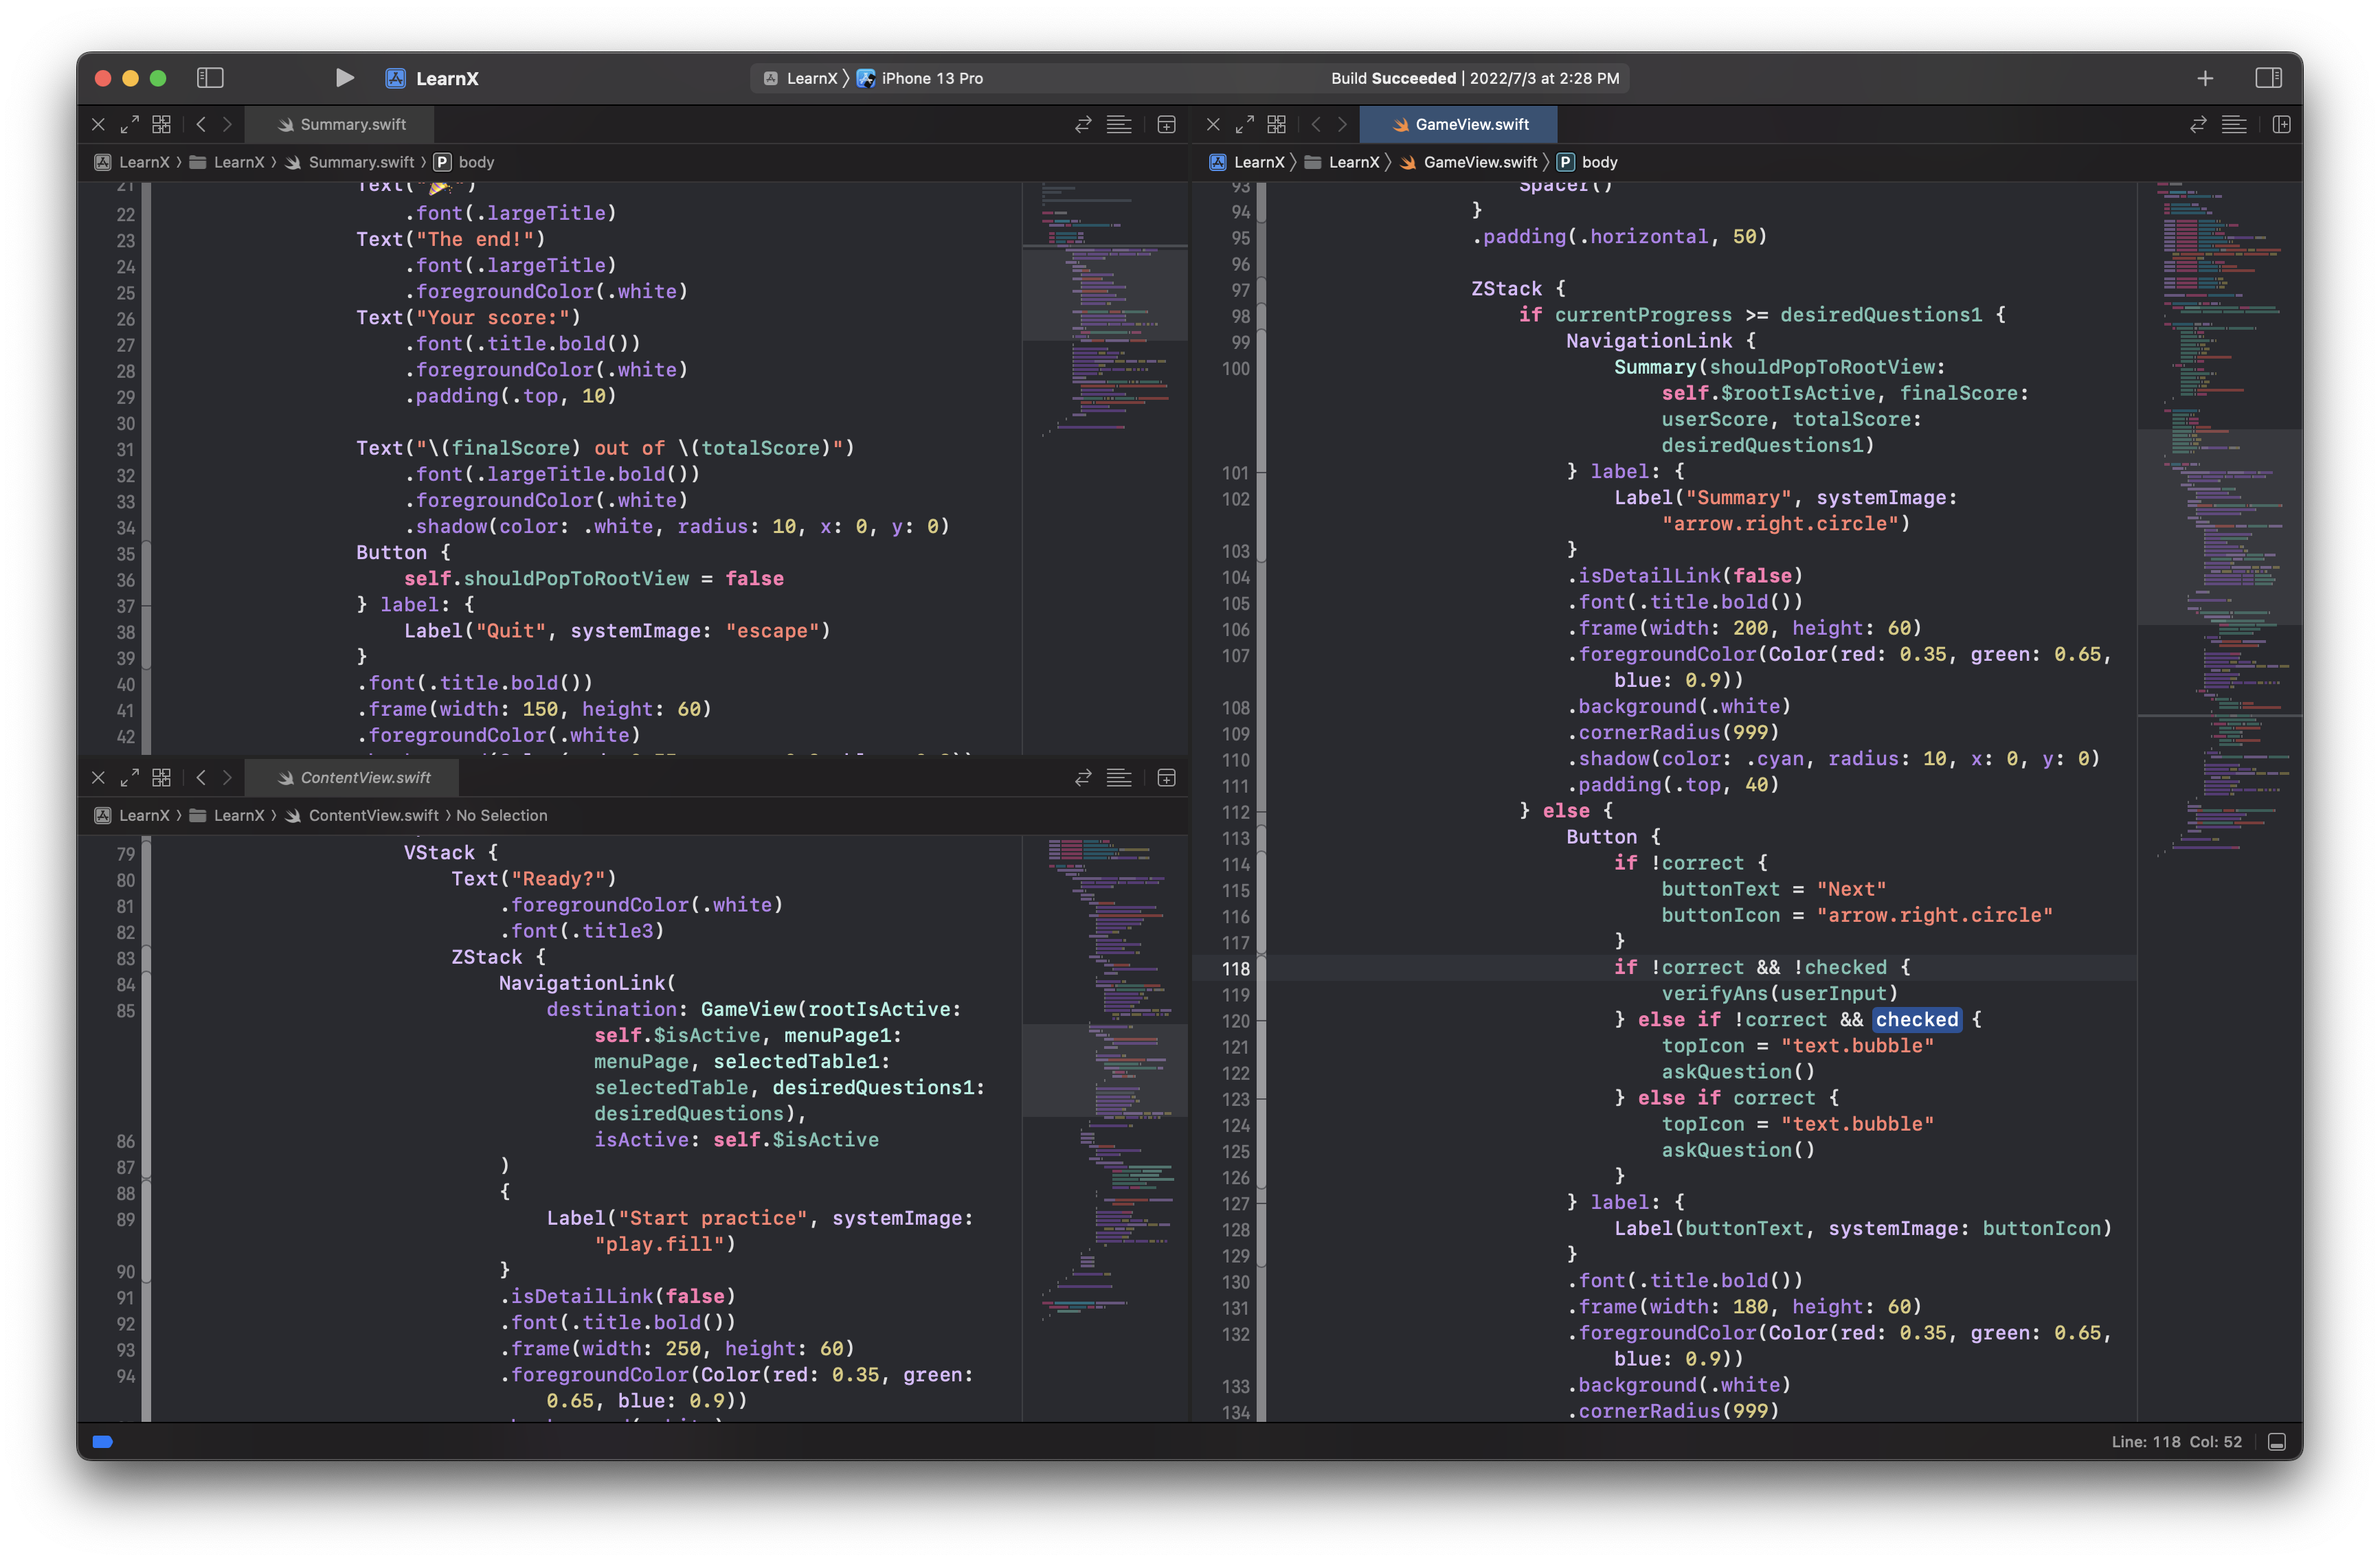 LearnX
LearnX 〉 iPhone 13 Pro
Build Succeeded | 2022/7/3 at 2:28 PM
Summary.swift
LearnX 〉 LearnX 〉 Summary.swift 〉 P body
21 Text("🎉")
22 .font(.largeTitle)
23 Text("The end!")
24 .font(.largeTitle)
25 .foregroundColor(.white)
26 Text("Your score:")
27 .font(.title.bold())
28 .foregroundColor(.white)
29 .padding(.top, 10)
30
31 Text("\(finalScore) out of \(totalScore)")
32 .font(.largeTitle.bold())
33 .foregroundColor(.white)
34 .shadow(color: .white, radius: 10, x: 0, y: 0)
35 Button {
36 self.shouldPopToRootView = false
37 } label: {
38 Label("Quit", systemImage: "escape")
39 }
40 .font(.title.bold())
41 .frame(width: 150, height: 60)
42 .foregroundColor(.white)
ContentView.swift
LearnX 〉 LearnX 〉 ContentView.swift 〉 No Selection
79 VStack {
80 Text("Ready?")
81 .foregroundColor(.white)
82 .font(.title3)
83 ZStack {
84 NavigationLink(
85 destination: GameView(rootIsActive:
self.$isActive, menuPage1:
menuPage, selectedTable1:
selectedTable, desiredQuestions1:
desiredQuestions),
86 isActive: self.$isActive
87 )
88 {
89 Label("Start practice", systemImage:
"play.fill")
90 }
91 .isDetailLink(false)
92 .font(.title.bold())
93 .frame(width: 250, height: 60)
94 .foregroundColor(Color(red: 0.35, green:
0.65, blue: 0.9))
GameView.swift
LearnX 〉 LearnX 〉 GameView.swift 〉 P body
93 Spacer()
94 }
95 .padding(.horizontal, 50)
96
97 ZStack {
98 if currentProgress >= desiredQuestions1 {
99 NavigationLink {
100 Summary(shouldPopToRootView:
self.$rootIsActive, finalScore:
userScore, totalScore:
desiredQuestions1)
101 } label: {
102 Label("Summary", systemImage:
"arrow.right.circle")
103 }
104 .isDetailLink(false)
105 .font(.title.bold())
106 .frame(width: 200, height: 60)
107 .foregroundColor(Color(red: 0.35, green: 0.65,
blue: 0.9))
108 .background(.white)
109 .cornerRadius(999)
110 .shadow(color: .cyan, radius: 10, x: 0, y: 0)
111 .padding(.top, 40)
112 } else {
113 Button {
114 if !correct {
115 buttonText = "Next"
116 buttonIcon = "arrow.right.circle"
117 }
118 if !correct && !checked {
119 verifyAns(userInput)
120 } else if !correct && checked {
121 topIcon = "text.bubble"
122 askQuestion()
123 } else if correct {
124 topIcon = "text.bubble"
125 askQuestion()
126 }
127 } label: {
128 Label(buttonText, systemImage: buttonIcon)
129 }
130 .font(.title.bold())
131 .frame(width: 180, height: 60)
132 .foregroundColor(Color(red: 0.35, green: 0.65,
blue: 0.9))
133 .background(.white)
134 .cornerRadius(999)
Line: 118 Col: 52